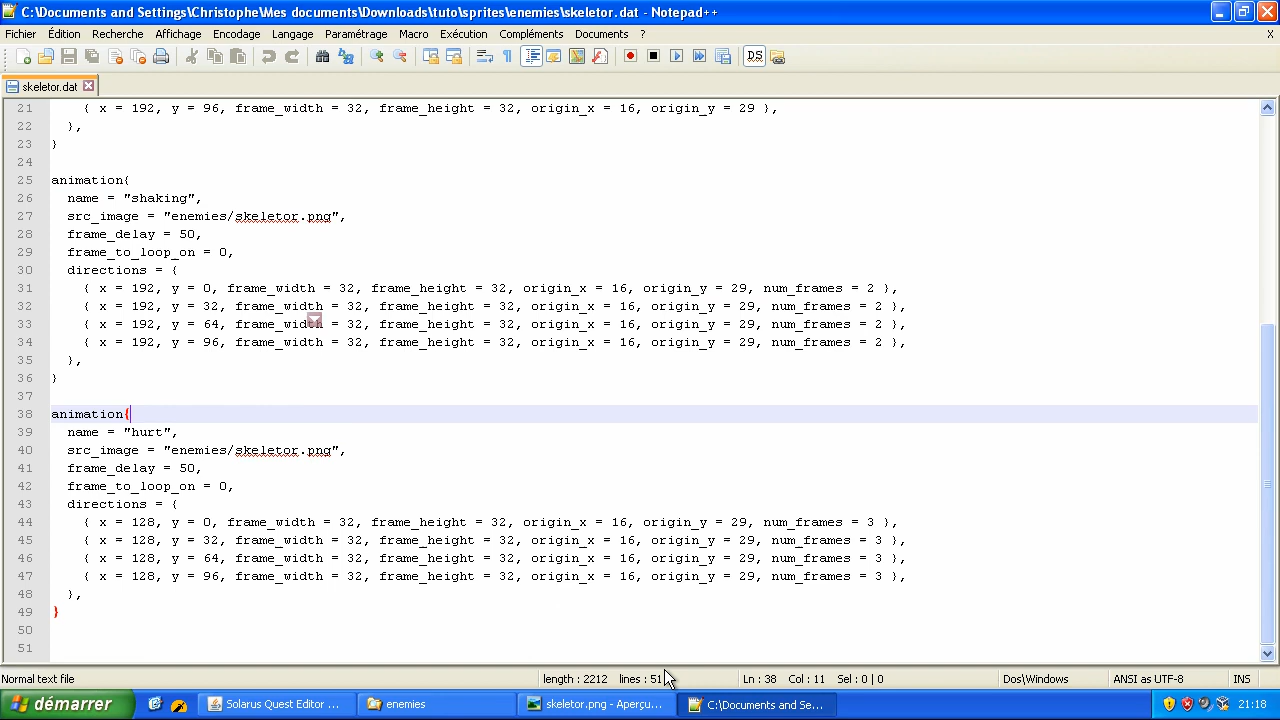 C:\Documents and Settings\Christophe\Mes documents\Downloads\tuto\sprites\enemies\skeletor.dat - Notepad++
Fichier Édition Recherche Affichage Encodage Langage Paramétrage Macro Exécution Compléments Documents ? X
skeletor.dat
21 { x = 192, y = 96, frame_width = 32, frame_height = 32, origin_x = 16, origin_y = 29 },
22 },
23 }
24
25 animation{
26 name = "shaking",
27 src_image = "enemies/skeletor.png",
28 frame_delay = 50,
29 frame_to_loop_on = 0,
30 directions = {
31 { x = 192, y = 0, frame_width = 32, frame_height = 32, origin_x = 16, origin_y = 29, num_frames = 2 },
32 { x = 192, y = 32, frame_width = 32, frame_height = 32, origin_x = 16, origin_y = 29, num_frames = 2 },
33 { x = 192, y = 64, frame_width = 32, frame_height = 32, origin_x = 16, origin_y = 29, num_frames = 2 },
34 { x = 192, y = 96, frame_width = 32, frame_height = 32, origin_x = 16, origin_y = 29, num_frames = 2 },
35 },
36 }
37
38 animation{
39 name = "hurt",
40 src_image = "enemies/skeletor.png",
41 frame_delay = 50,
42 frame_to_loop_on = 0,
43 directions = {
44 { x = 128, y = 0, frame_width = 32, frame_height = 32, origin_x = 16, origin_y = 29, num_frames = 3 },
45 { x = 128, y = 32, frame_width = 32, frame_height = 32, origin_x = 16, origin_y = 29, num_frames = 3 },
46 { x = 128, y = 64, frame_width = 32, frame_height = 32, origin_x = 16, origin_y = 29, num_frames = 3 },
47 { x = 128, y = 96, frame_width = 32, frame_height = 32, origin_x = 16, origin_y = 29, num_frames = 3 },
48 },
49 }
50
51
Normal text file length : 2212 lines : 51 Ln : 38 Col : 11 Sel : 0 | 0 Dos\Windows ANSI as UTF-8 INS
démarrer Solarus Quest Editor ... enemies skeletor.png - Aperçu... C:\Documents and Se... 21:18